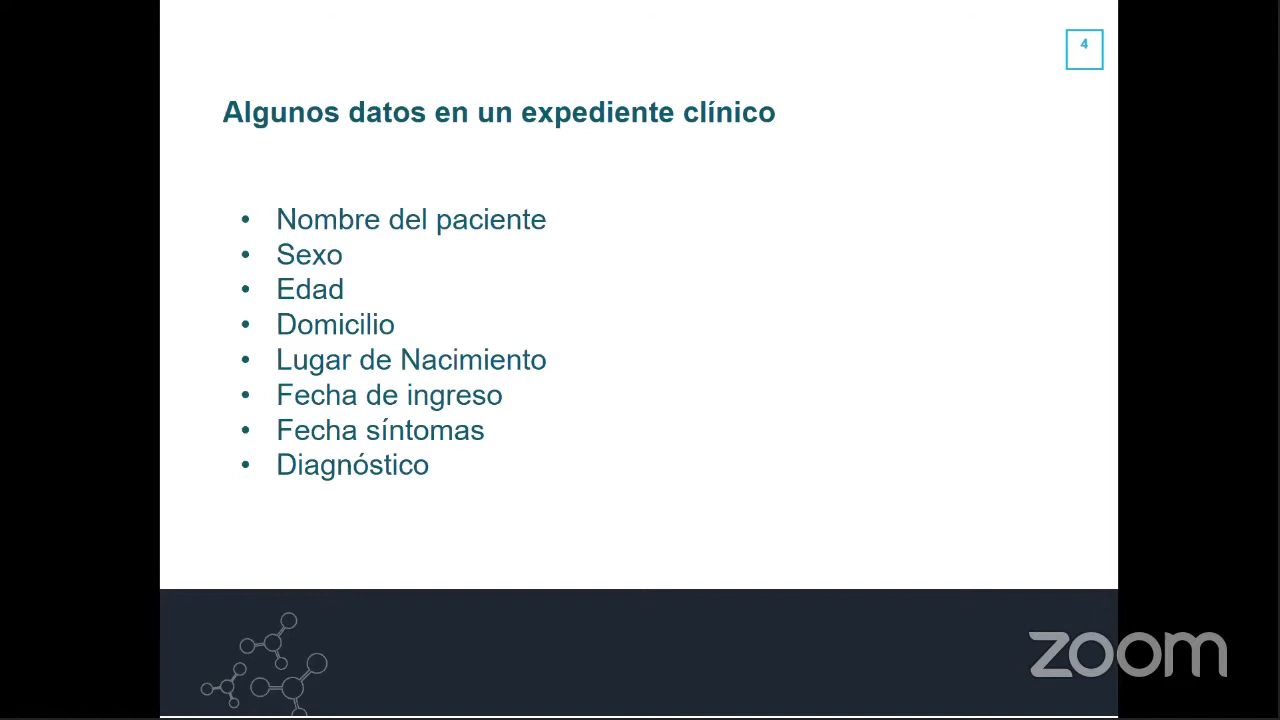 4
Algunos datos en un expediente clínico
• Nombre del paciente
• Sexo
• Edad
• Domicilio
• Lugar de Nacimiento
• Fecha de ingreso
• Fecha síntomas
• Diagnóstico
zoom